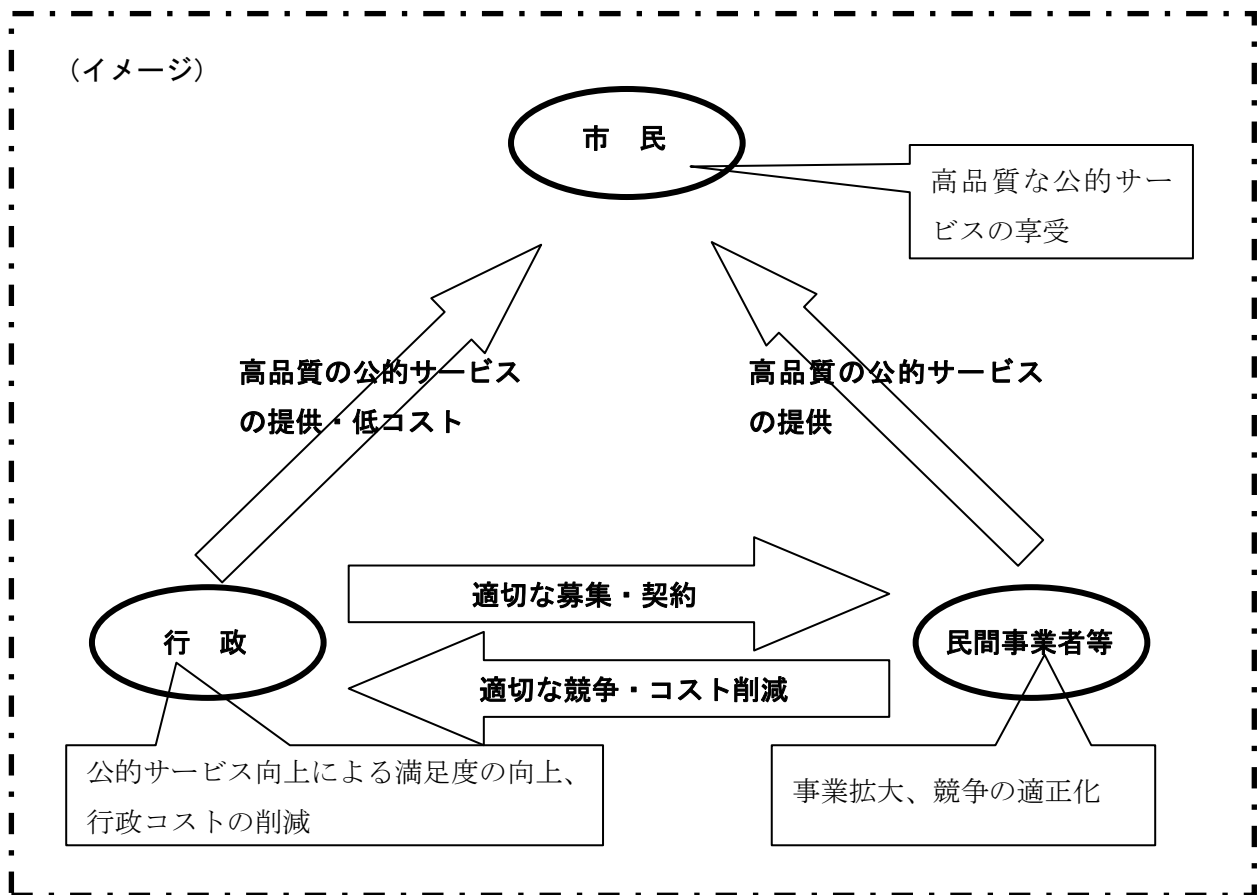 （イメージ）
市　民
高品質な公的サー
ビスの享受
高品質の公的サービス
の提供・低コスト
高品質の公的サービス
の提供
適切な募集・契約
行　政
民間事業者等
適切な競争・コスト削減
公的サービス向上による満足度の向上、
行政コストの削減
事業拡大、競争の適正化